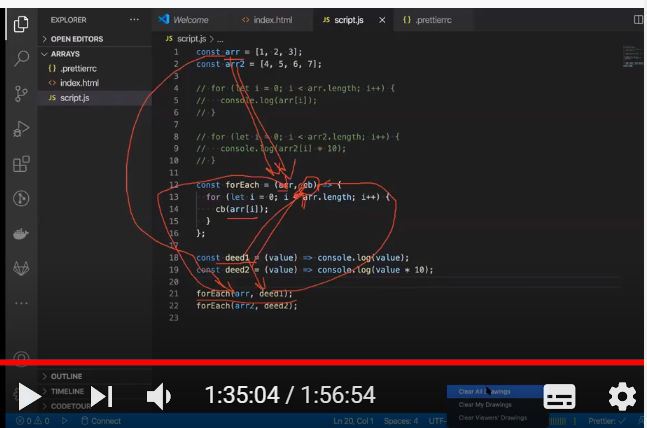 EXPLORER
Welcome
index.html
script.js
.prettierrc
OPEN EDITORS
script.js > ...
ARRAYS
.prettierrc
index.html
script.js
1 const arr = [1, 2, 3];
2 const arr2 = [4, 5, 6, 7];
3
4 // for (let i = 0; i < arr.length; i++) {
5 //   console.log(arr[i]);
6 // }
7
8 // for (let i = 0; i < arr2.length; i++) {
9 //   console.log(arr2[i] * 10);
10 // }
11
12 const forEach = (arr, cb) => {
13   for (let i = 0; i < arr.length; i++) {
14     cb(arr[i]);
15   }
16 };
17
18 const deed1 = (value) => console.log(value);
19 const deed2 = (value) => console.log(value * 10);
20
21 forEach(arr, deed1);
22 forEach(arr2, deed2);
23
OUTLINE
TIMELINE
CODETOUR
1:35:04 / 1:56:54
Clear All Drawings
Clear My Drawings
Clear Viewers' Drawings
0 0 Connect
Ln 20, Col 1 Spaces: 4 UTF-
Prettier: